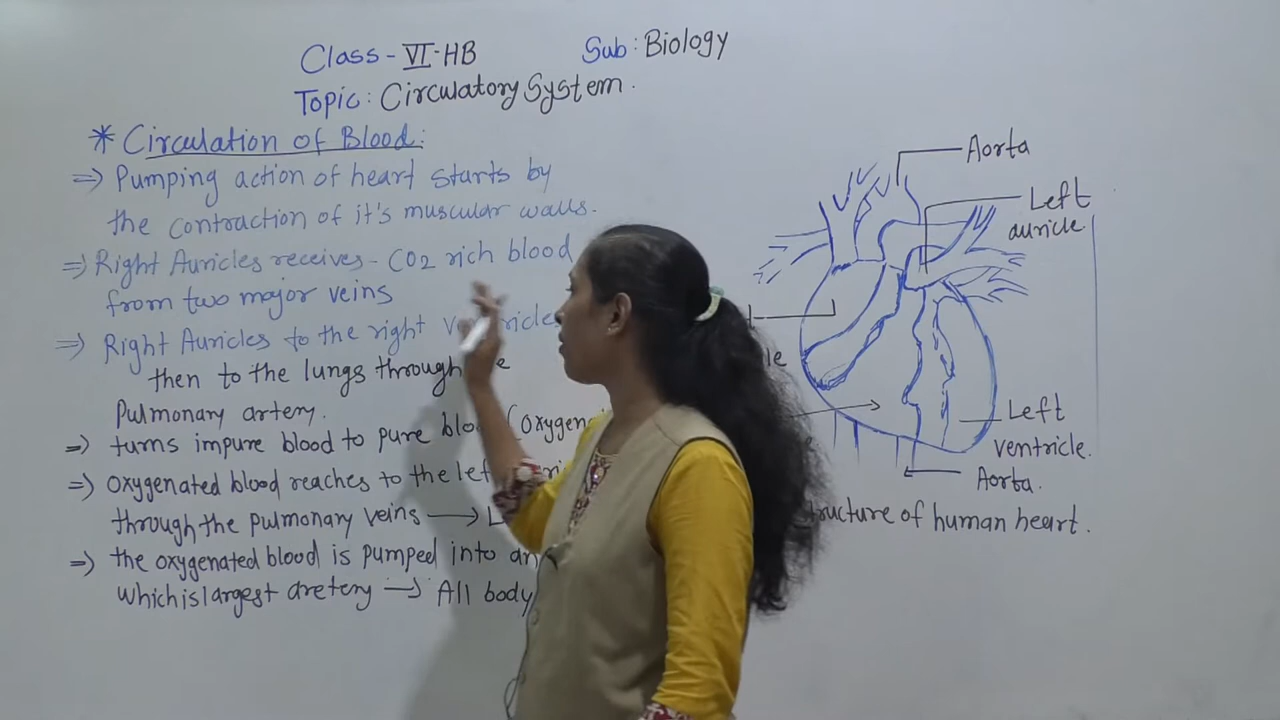 Class - VI-HB
Sub: Biology
Topic: Circulatory System.
* Circulation of Blood:
=> Pumping action of heart starts by
the contraction of it's muscular walls.
=> Right Auricles receives - CO2 rich blood
from two major veins
=> Right Auricles to the right
then to the lungs through
Pulmonary artery.
=> turns impure blood to pure
=> oxygenated blood reaches to the
through the pulmonary veins →
=> the oxygenated blood is pumped into
which is largest aretery → All body
Aorta
Left
auricle
Left
ventricle.
Aorta.
of human heart.